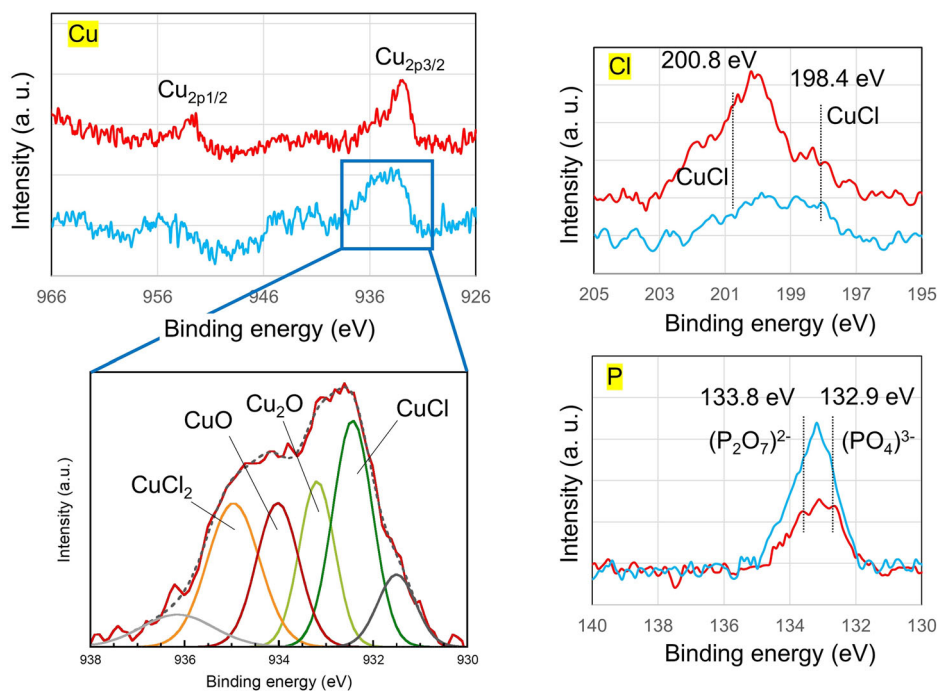 Cu
Cu2p3/2
Cu2p1/2
Intensity (a. u.)
966
956
946
936
926
Binding energy (eV)
CuCl
Cu2O
CuO
CuCl2
Intensity (a.u.)
938
936
934
932
930
Binding energy (eV)
Cl
200.8 eV
198.4 eV
CuCl
CuCl
Intensity (a. u.)
205
203
201
199
197
195
Binding energy (eV)
P
133.8 eV
132.9 eV
(P2O7)2-
(PO4)3-
Intensity (a. u.)
140
138
136
134
132
130
Binding energy (eV)